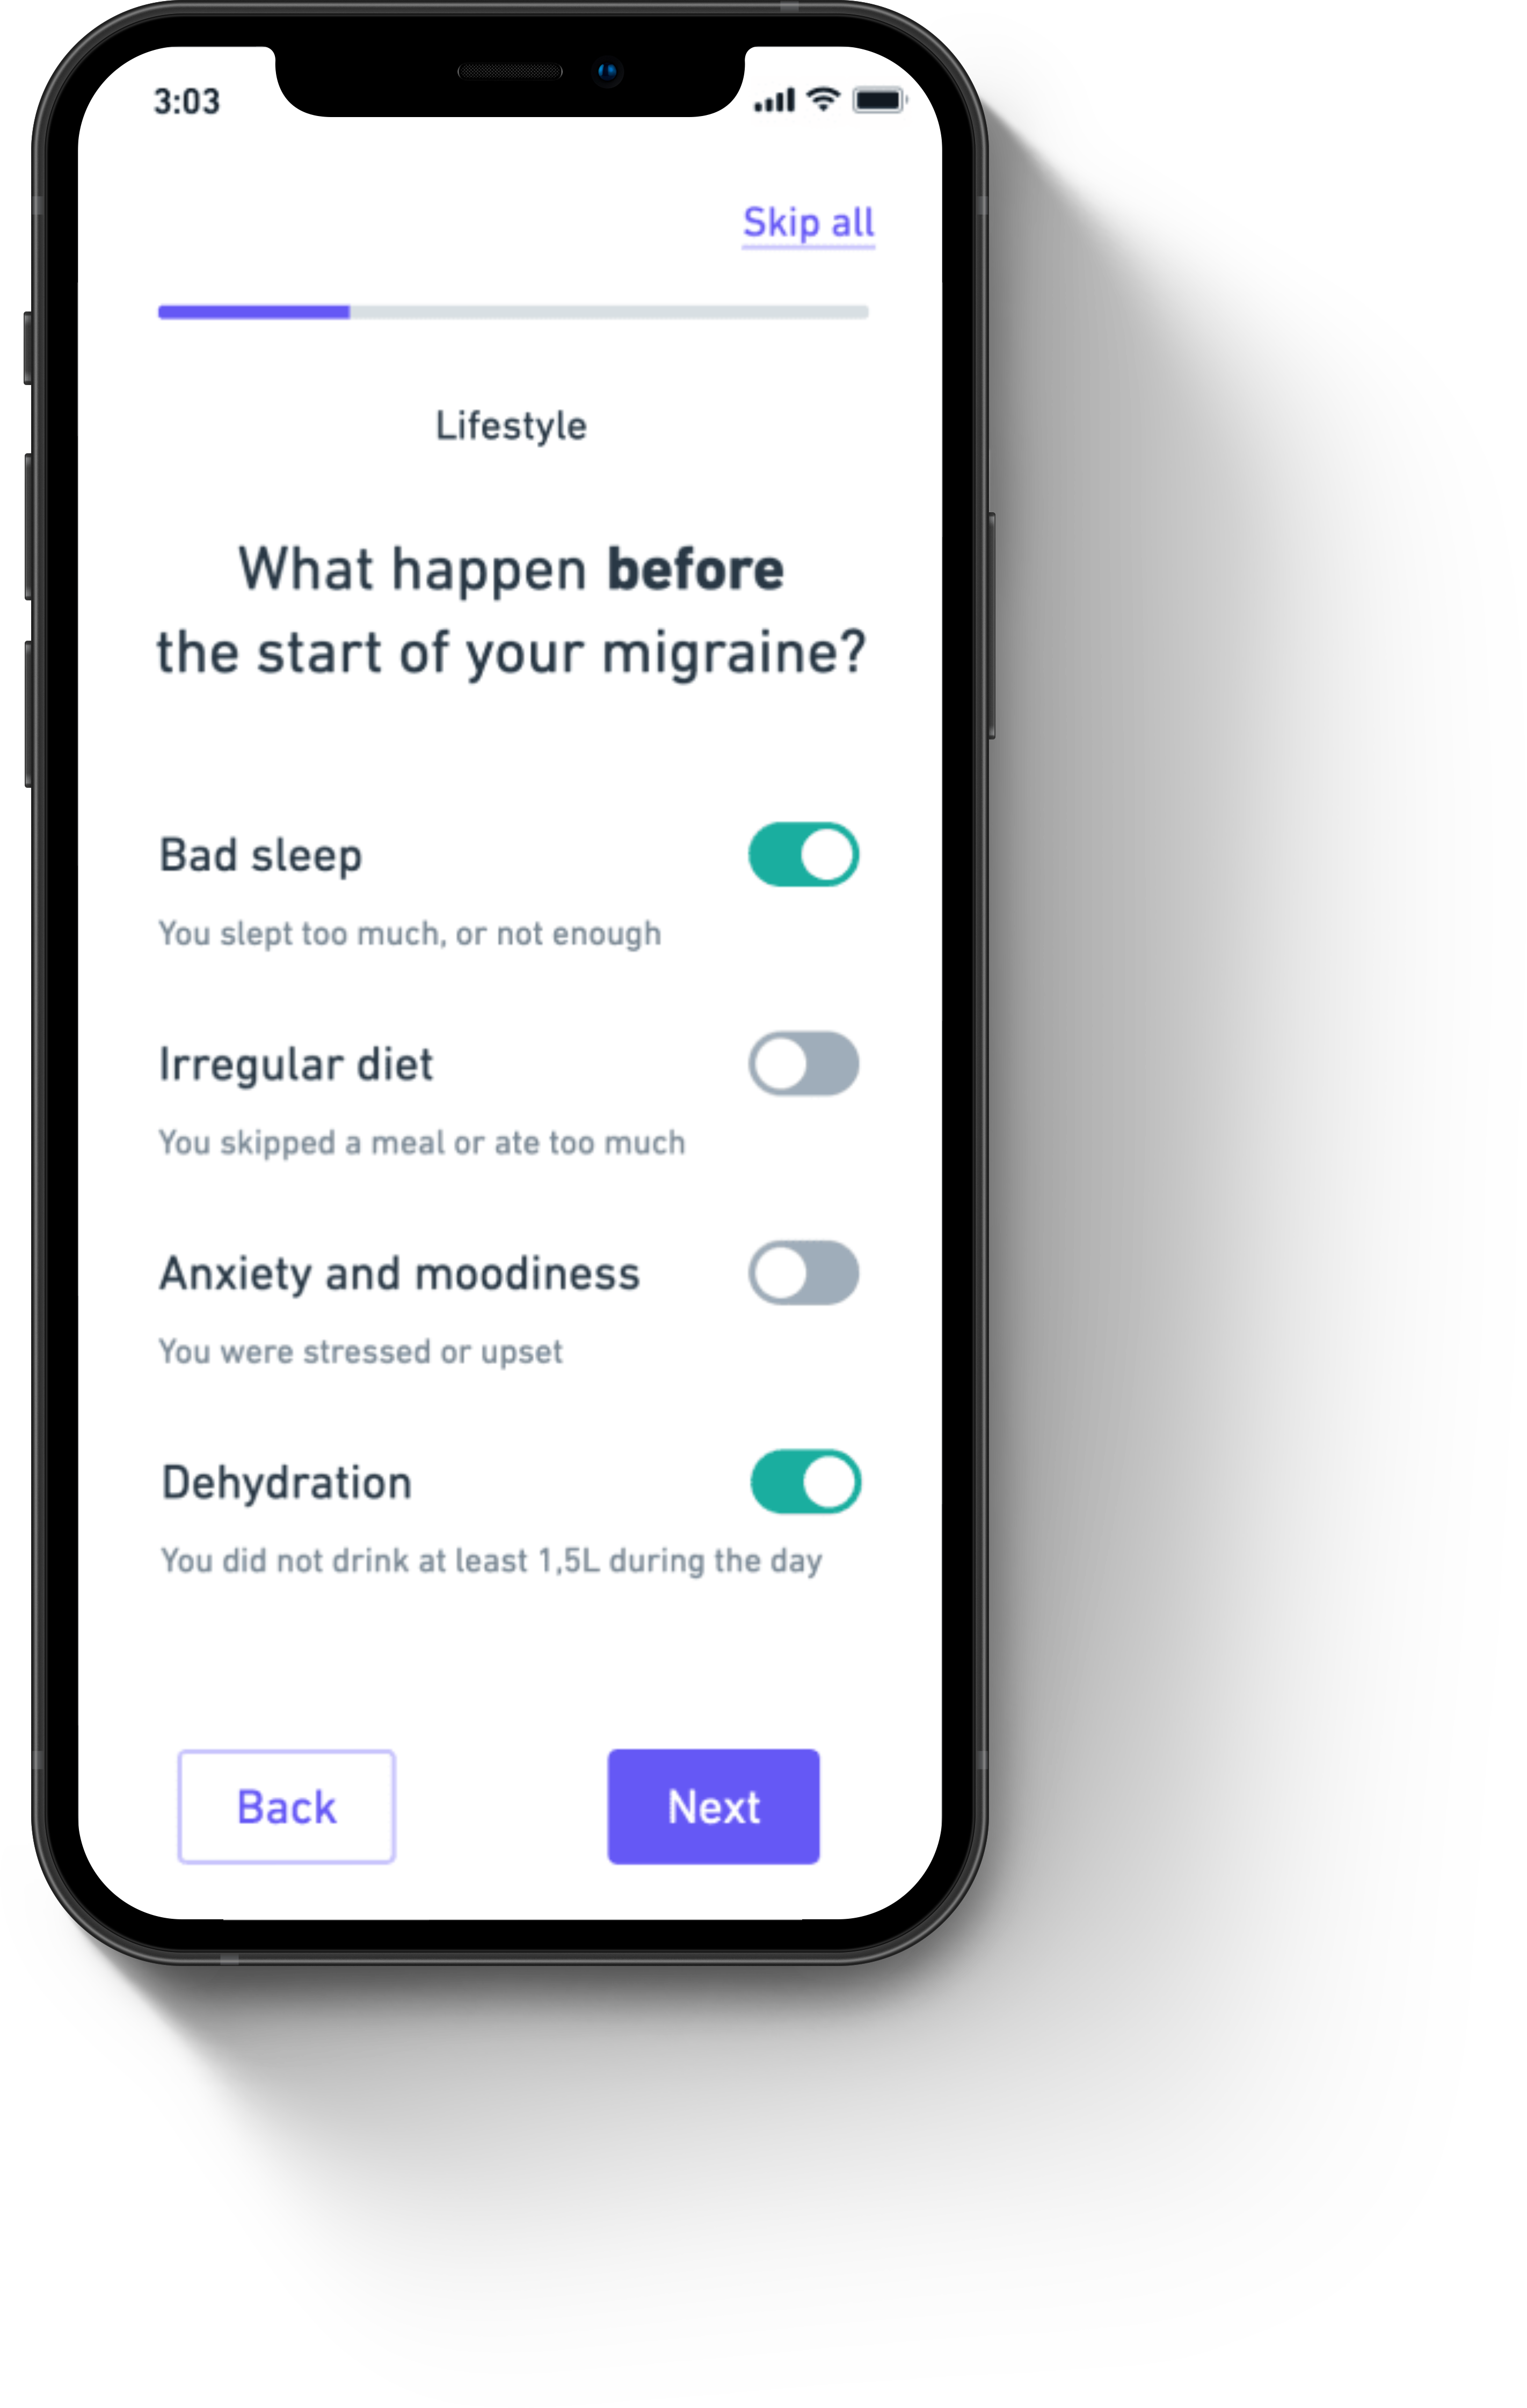 3:03
Skip all
Lifestyle
What happen before
the start of your migraine?
Bad sleep
You slept too much, or not enough
Irregular diet
You skipped a meal or ate too much
Anxiety and moodiness
You were stressed or upset
Dehydration
You did not drink at least 1,5L during the day
Back
Next